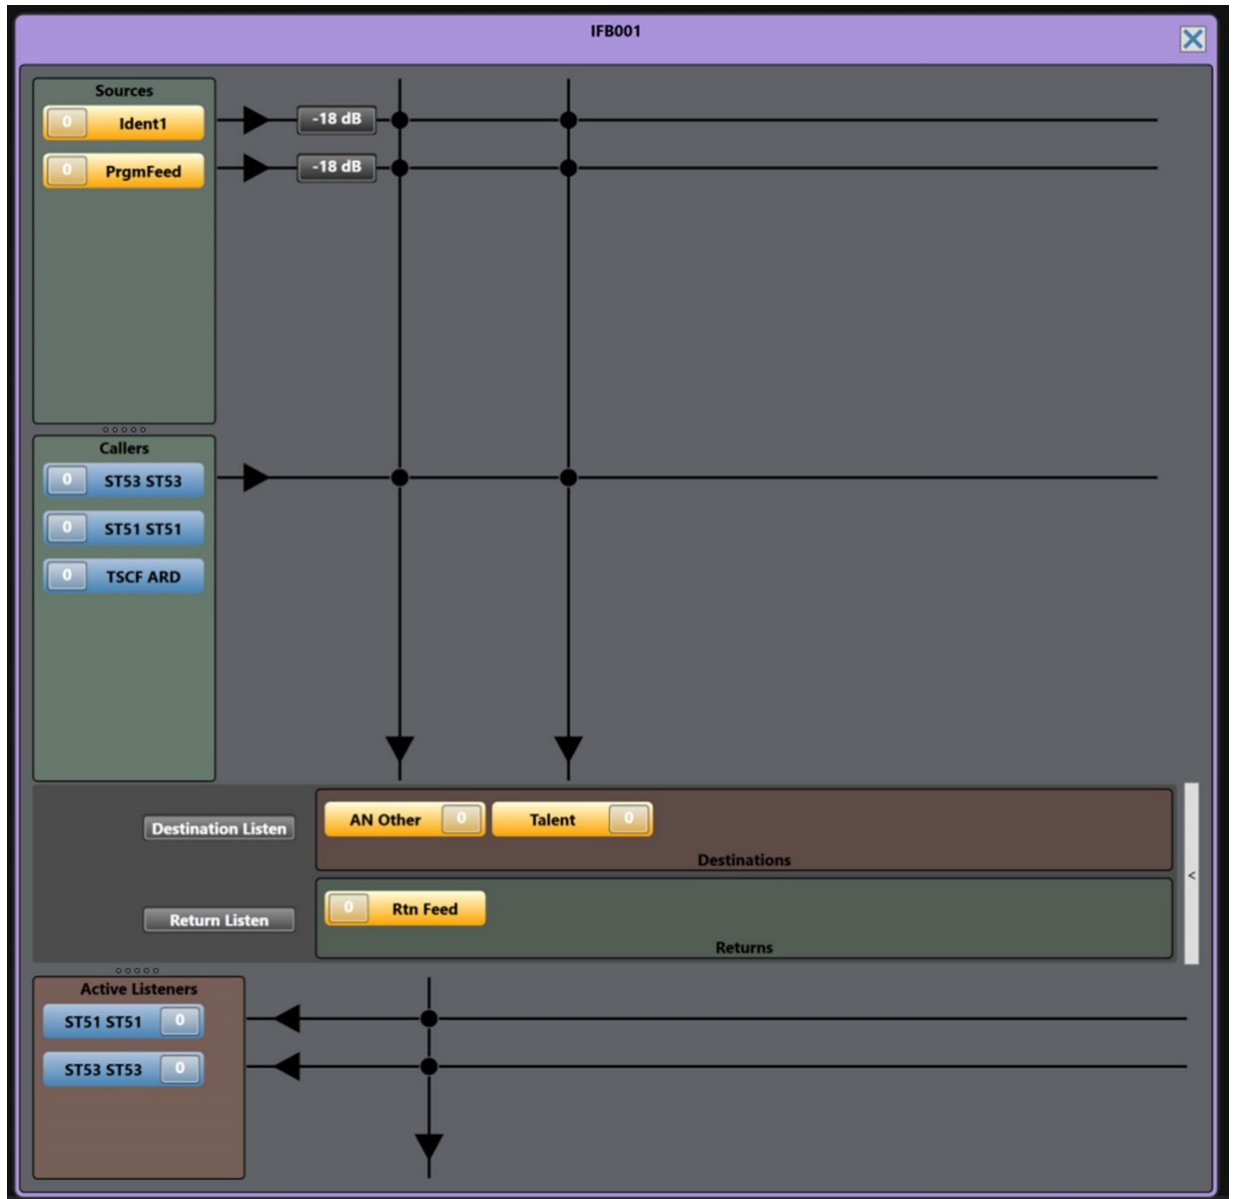 IFB001
Sources
0 Ident1 -18 dB
0 PrgmFeed -18 dB
Callers
0 ST53 ST53
0 ST51 ST51
0 TSCF ARD
Destination Listen AN Other 0 Talent 0
Destinations
<
Return Listen 0 Rtn Feed
Returns
Active Listeners
ST51 ST51 0
ST53 ST53 0